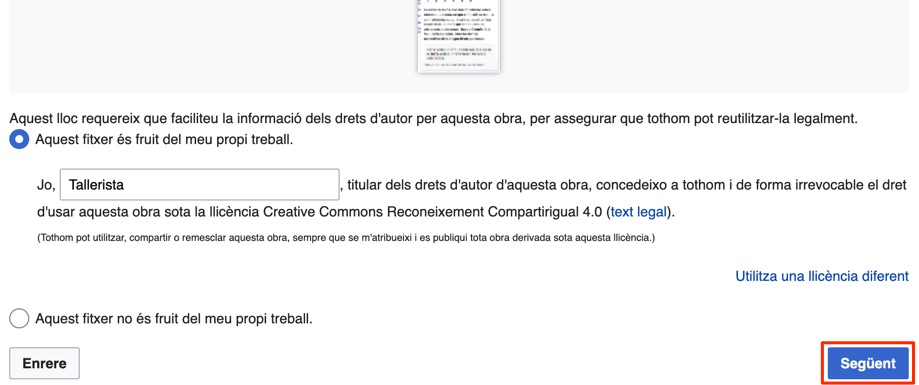 Aquest lloc requereix que faciliteu la informació dels drets d'autor per aquesta obra, per assegurar que tothom pot reutilitzar-la legalment.
Aquest fitxer és fruit del meu propi treball.
Jo, Tallerista , titular dels drets d'autor d'aquesta obra, concedeixo a tothom i de forma irrevocable el dret
d'usar aquesta obra sota la llicència Creative Commons Reconeixement Compartirigual 4.0 (text legal).
(Tothom pot utilitzar, compartir o remesclar aquesta obra, sempre que se m'atribueixi i es publiqui tota obra derivada sota aquesta llicència.)
Utilitza una llicència diferent
Aquest fitxer no és fruit del meu propi treball.
Enrere
Següent